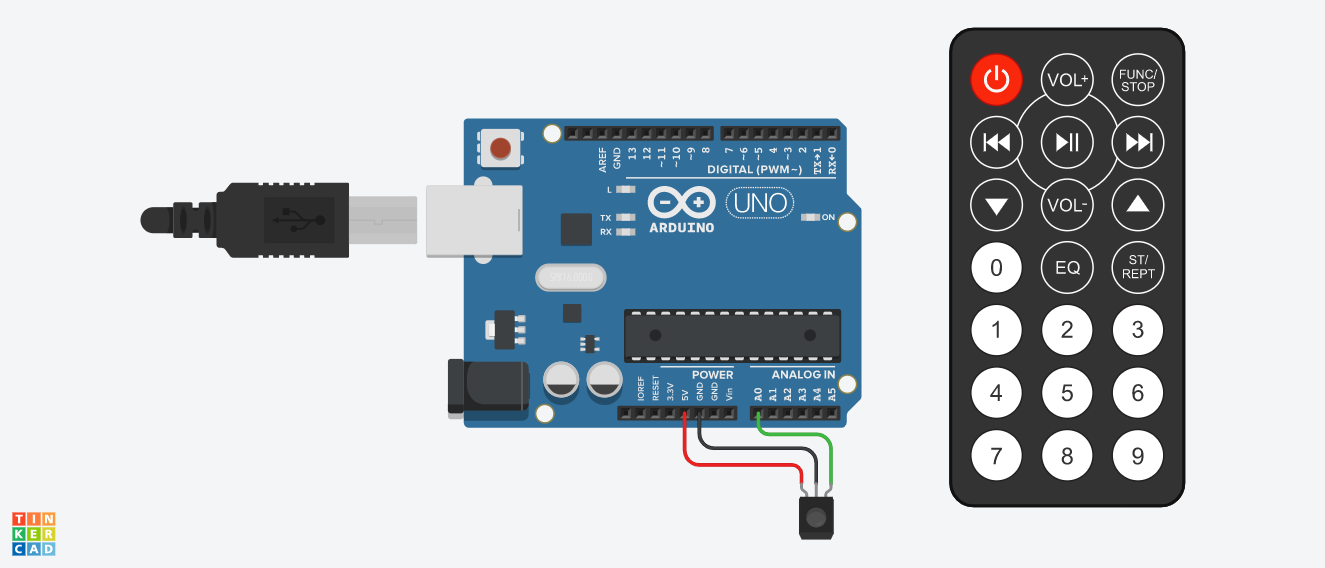 AREF
GND
13
12
~11
~10
~9
8
7
~6
~5
4
~3
2
TX→1
RX←0
DIGITAL (PWM~)
L
TX
RX
ARDUINO
UNO
ON
POWER
ANALOG IN
IOREF
RESET
3.3V
5V
GND
GND
Vin
A0
A1
A2
A3
A4
A5
VOL+
FUNC/
STOP
VOL-
0
EQ
ST/
REPT
1
2
3
4
5
6
7
8
9
TIN
KER
CAD